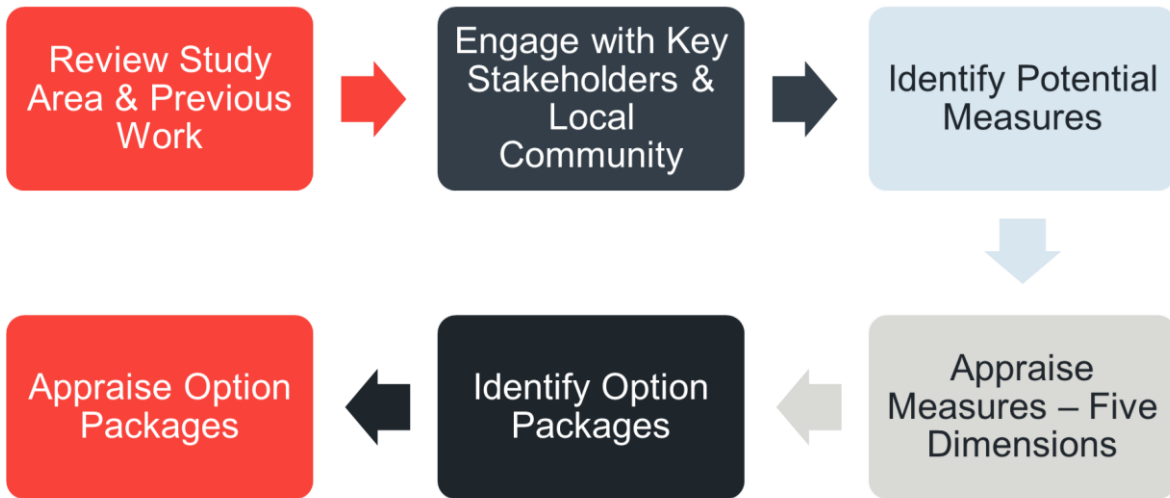 Review Study
Area & Previous
Work
Engage with Key
Stakeholders &
Local
Community
Identify Potential
Measures
Appraise
Measures – Five
Dimensions
Identify Option
Packages
Appraise Option
Packages